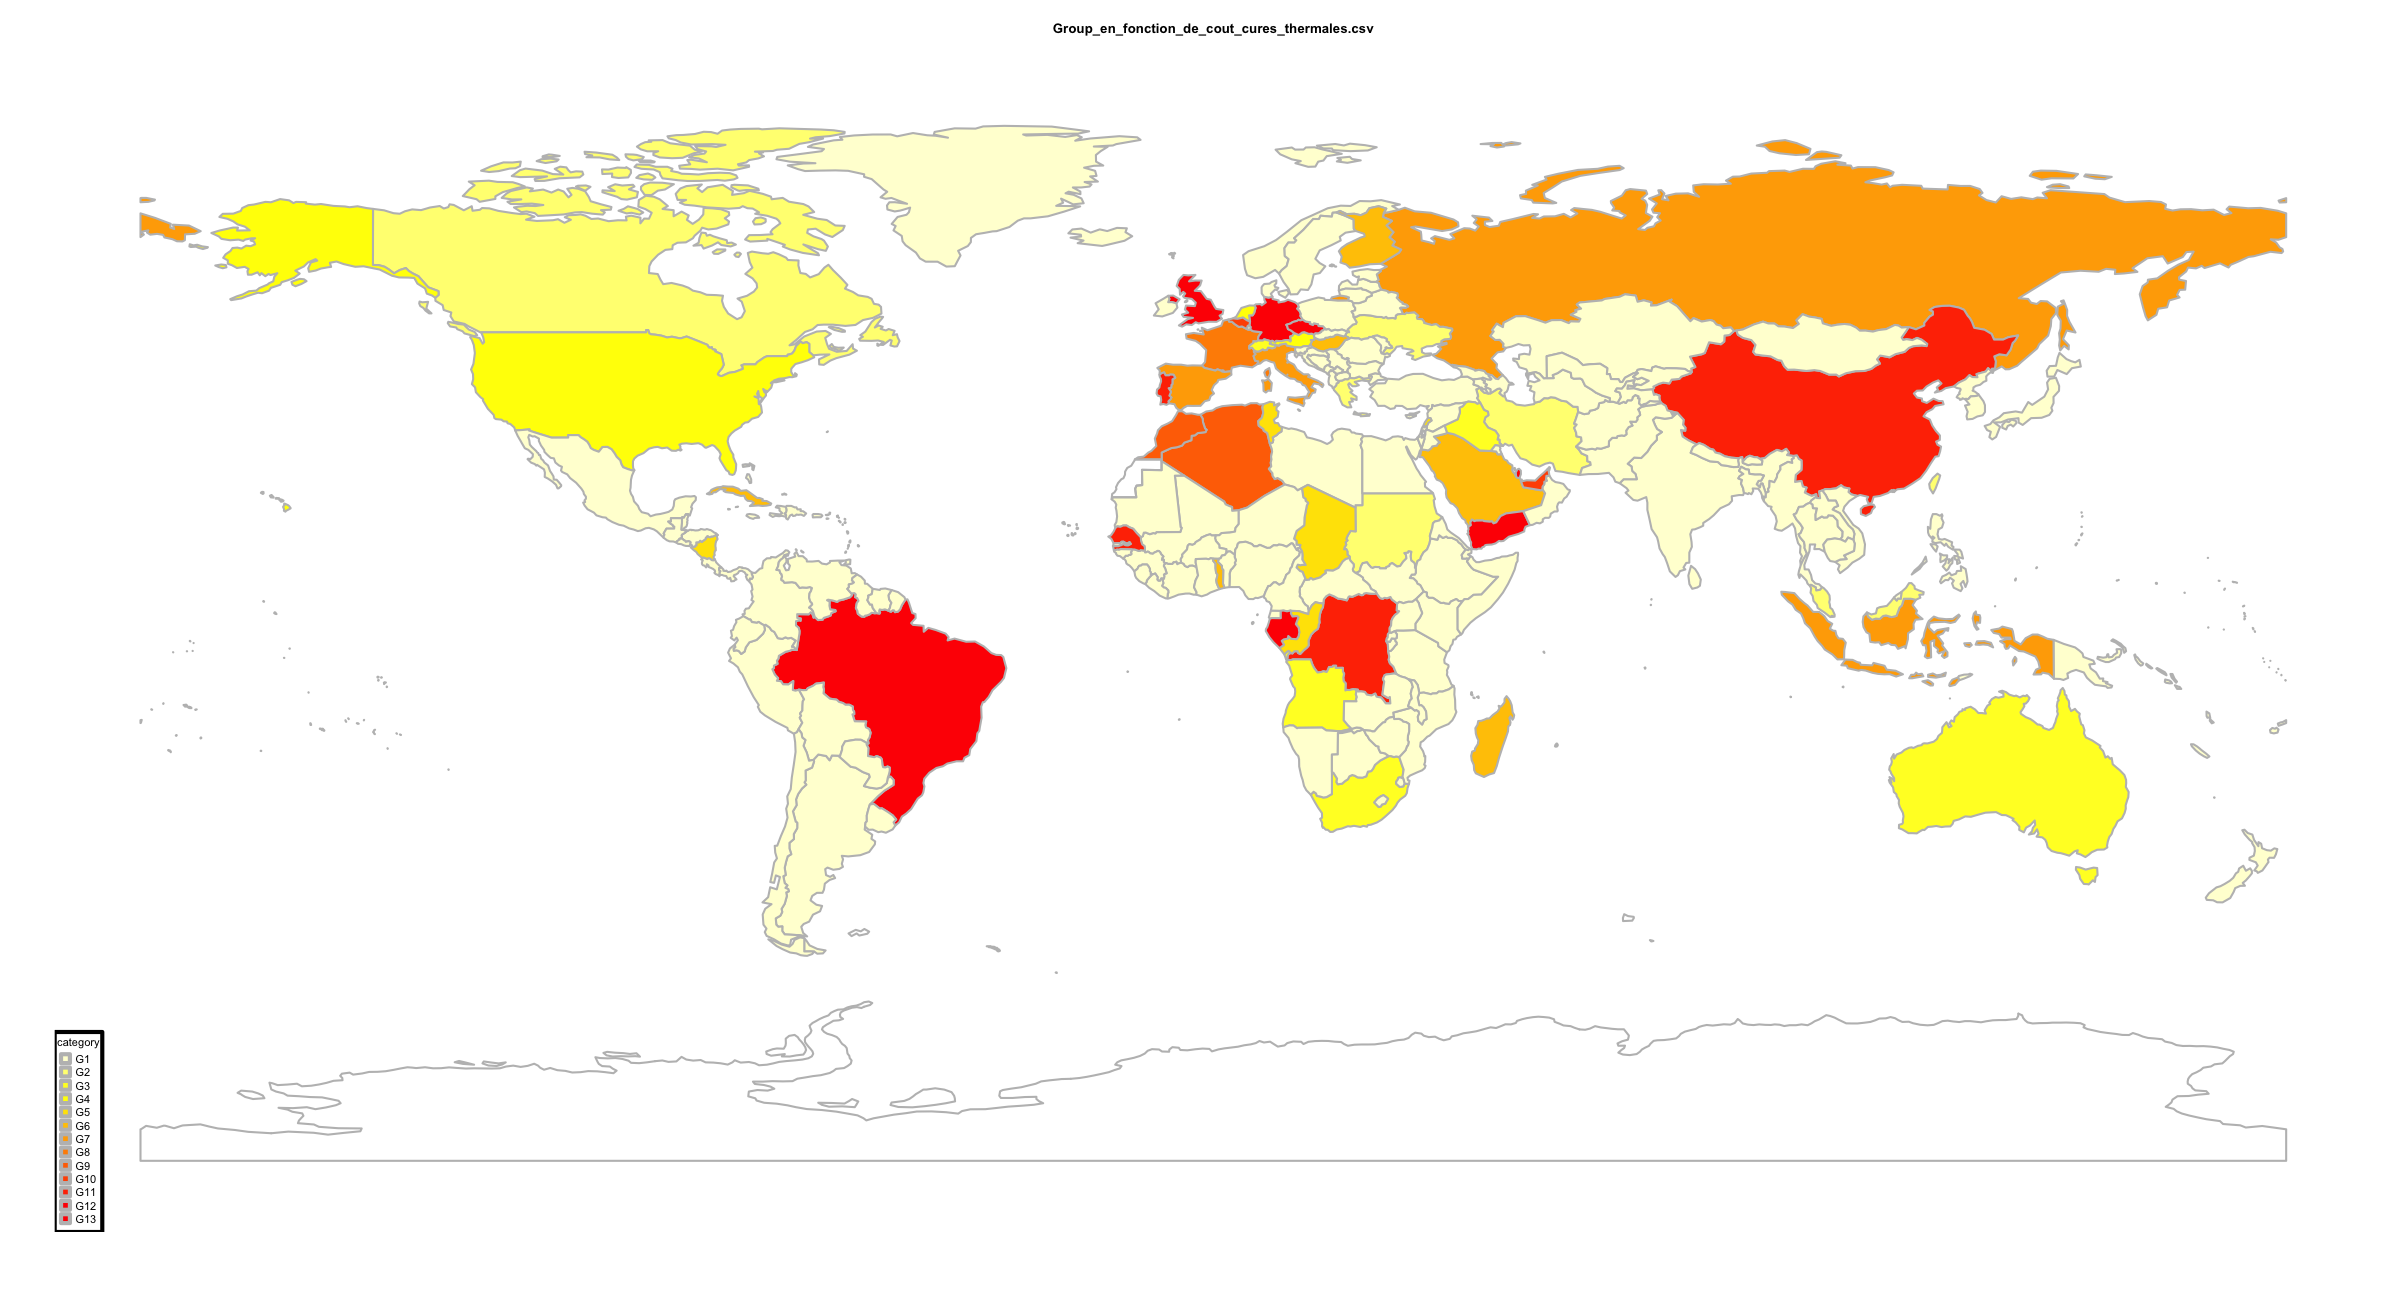 Group_en_fonction_de_cout_cures_thermales.csv
category
G1
G2
G3
G4
G5
G6
G7
G8
G9
G10
G11
G12
G13